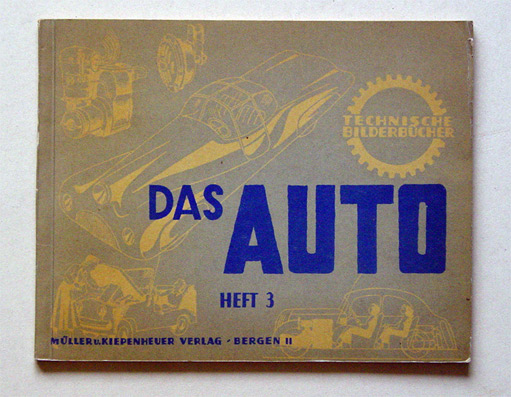 TECHNISCHE
BILDERBÜCHER
DAS AUTO
HEFT 3
MÜLLER U. KIEPENHEUER VERLAG - BERGEN II